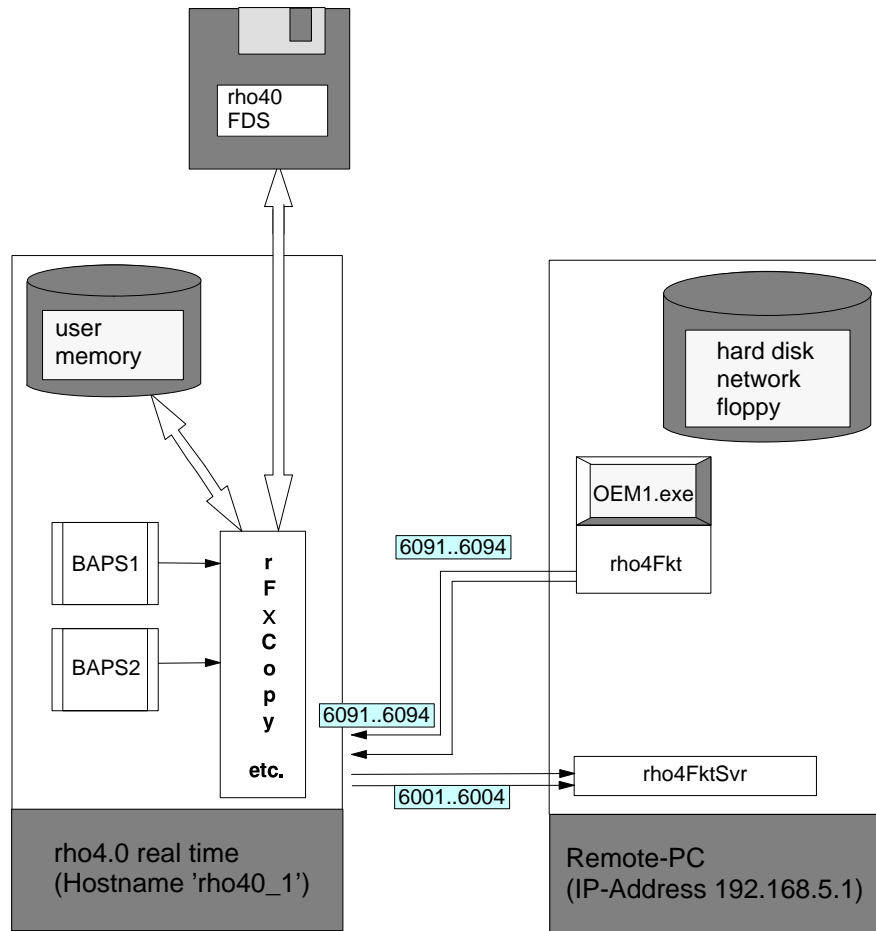 rho40
FDS
user
memory
hard disk
network
floppy
OEM1.exe
rho4Fkt
BAPS1
BAPS2
r
F
x
C
o
p
y
etc.
6091..6094
6091..6094
6001..6004
rho4FktSvr
rho4.0 real time
(Hostname ’rho40_1’)
Remote-PC
(IP-Address 192.168.5.1)